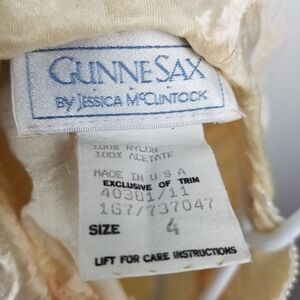 GUNNE SAX
BY JESSICA McCLINTOCK
100% NYLON
100% ACETATE
MADE IN U S A
EXCLUSIVE OF TRIM
40301/11
167/737047
SIZE 4
LIFT FOR CARE INSTRUCTIONS